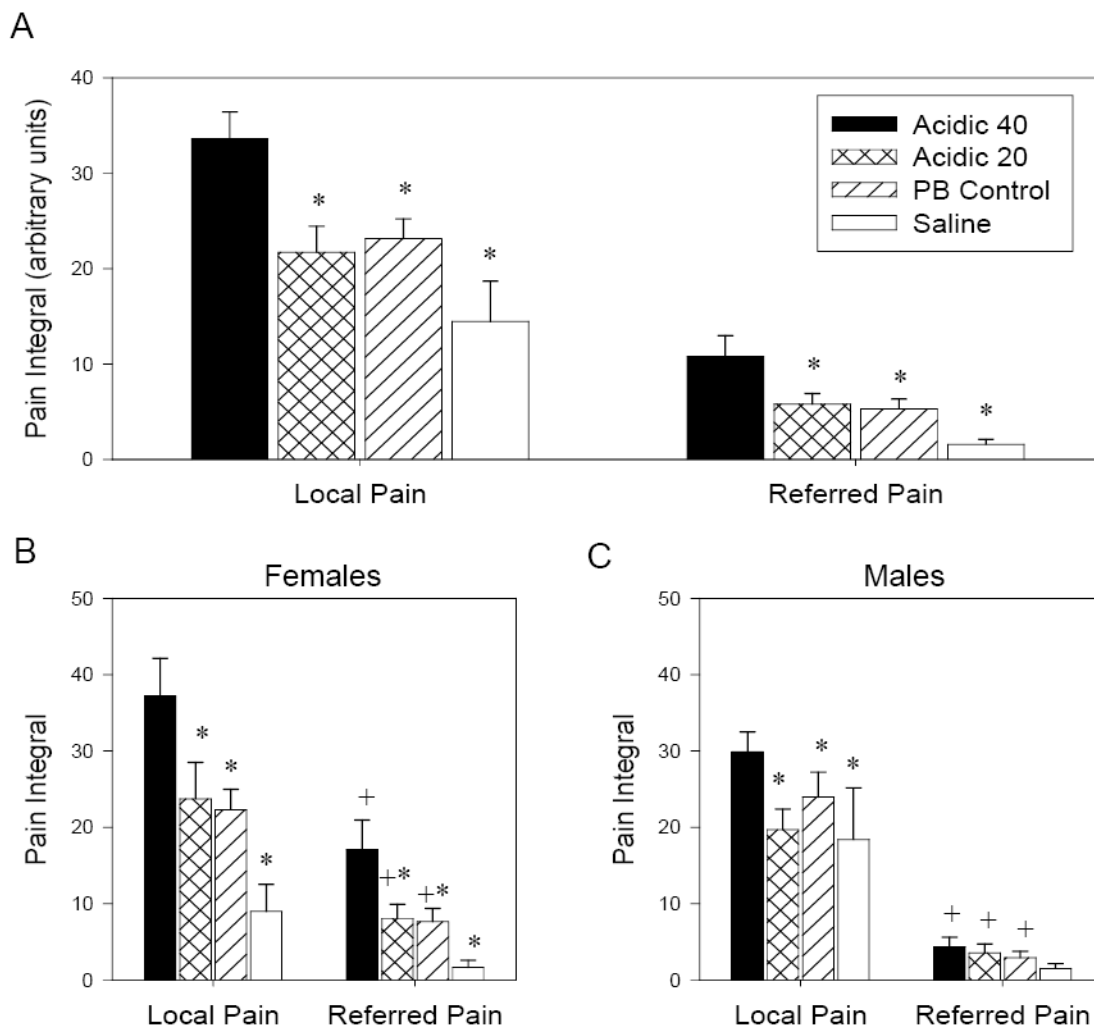 A
Pain Integral (arbitrary units)
40
30
20
10
0
Acidic 40
Acidic 20
PB Control
Saline
*
*
*
*
*
*
Local Pain
Referred Pain
B
Females
Pain Integral
50
40
30
20
10
0
*
*
*
+
+*
+*
*
Local Pain
Referred Pain
C
Males
Pain Integral
50
40
30
20
10
0
*
*
*
+
+
+
Local Pain
Referred Pain